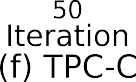 50
Iteration
(f) TPC-C